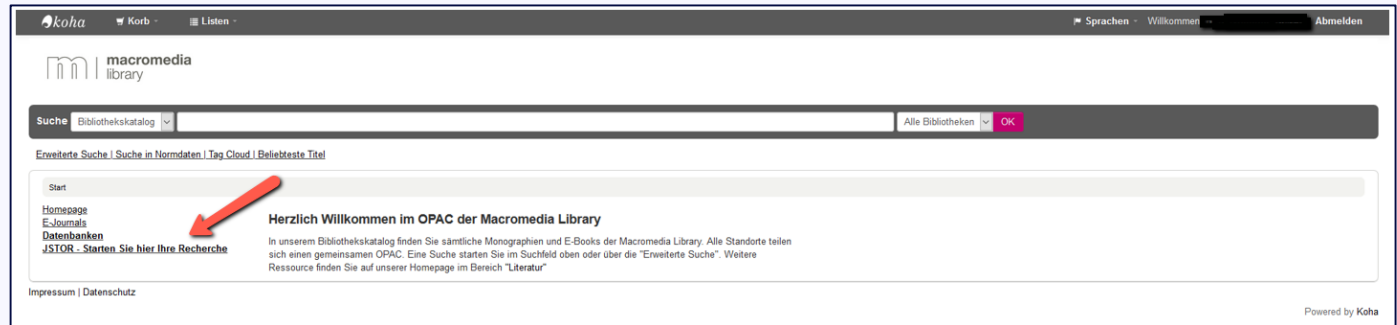 koha Korb Listen Sprachen Willkommen Abmelden
macromedia
library
Suche Bibliothekskatalog Alle Bibliotheken OK
Erweiterte Suche | Suche in Normdaten | Tag Cloud | Beliebteste Titel
Start
Homepage
E-Journals
Datenbanken
JSTOR - Starten Sie hier Ihre Recherche
Herzlich Willkommen im OPAC der Macromedia Library
In unserem Bibliothekskatalog finden Sie sämtliche Monographien und E-Books der Macromedia Library. Alle Standorte teilen
sich einen gemeinsamen OPAC. Eine Suche starten Sie im Suchfeld oben oder über die "Erweiterte Suche". Weitere
Ressource finden Sie auf unserer Homepage im Bereich "Literatur"
Impressum | Datenschutz
Powered by Koha